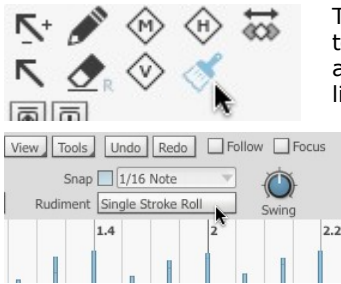 M
H
V
R
T
t
a
li
View Tools Undo Redo Follow Focus
Snap 1/16 Note
Rudiment Single Stroke Roll
Swing
1.4 2 2.2